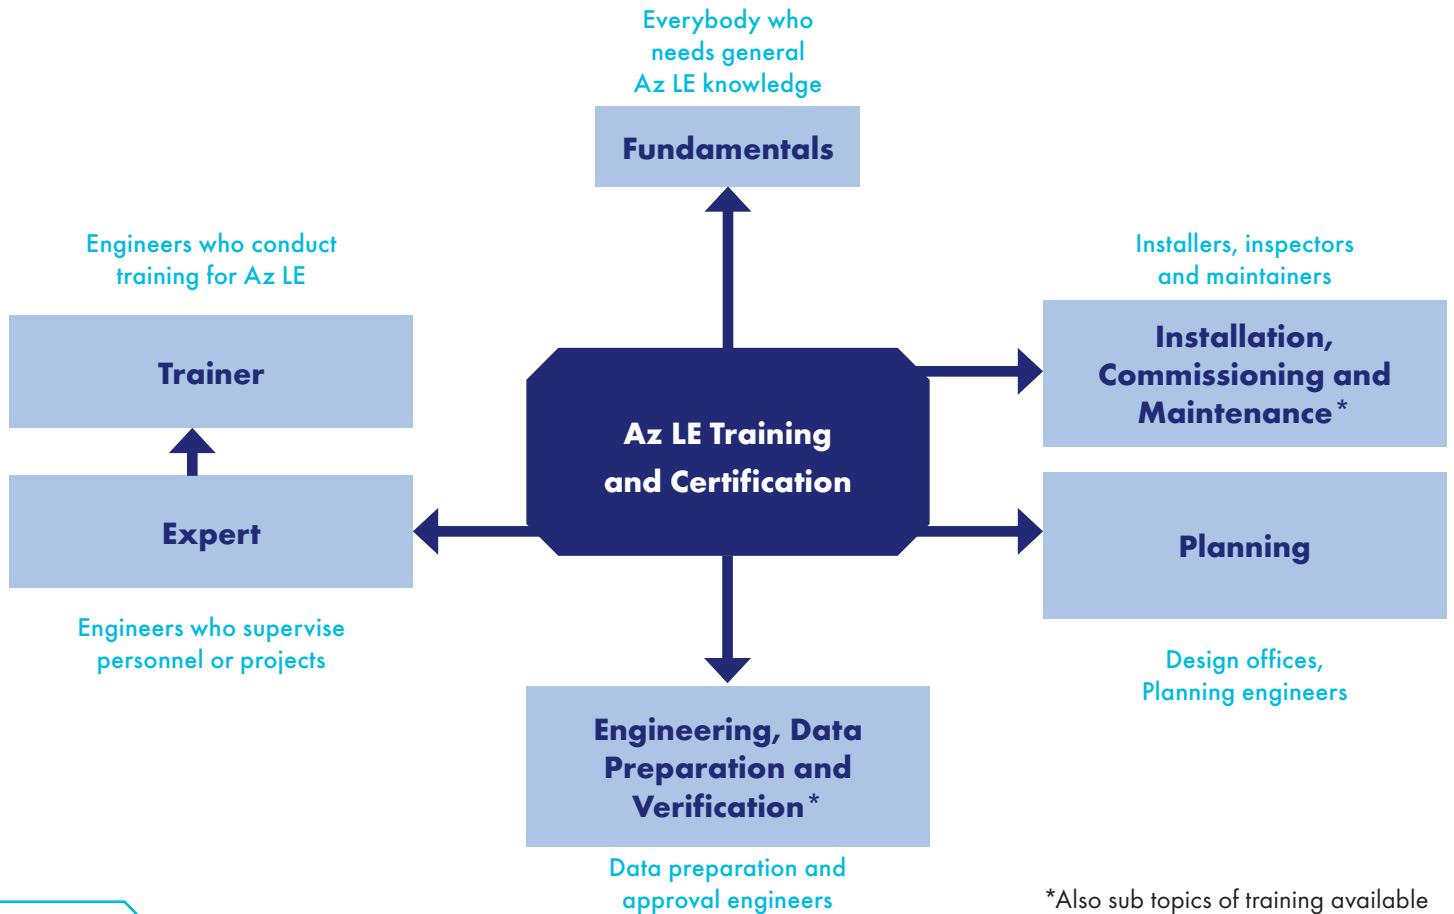 Everybody who
needs general
Az LE knowledge
Fundamentals
Engineers who conduct
training for Az LE
Trainer
Expert
Engineers who supervise
personnel or projects
Az LE Training
and Certification
Installers, inspectors
and maintainers
Installation,
Commissioning and
Maintenance*
Planning
Design offices,
Planning engineers
Engineering, Data
Preparation and
Verification*
Data preparation and
approval engineers
*Also sub topics of training available